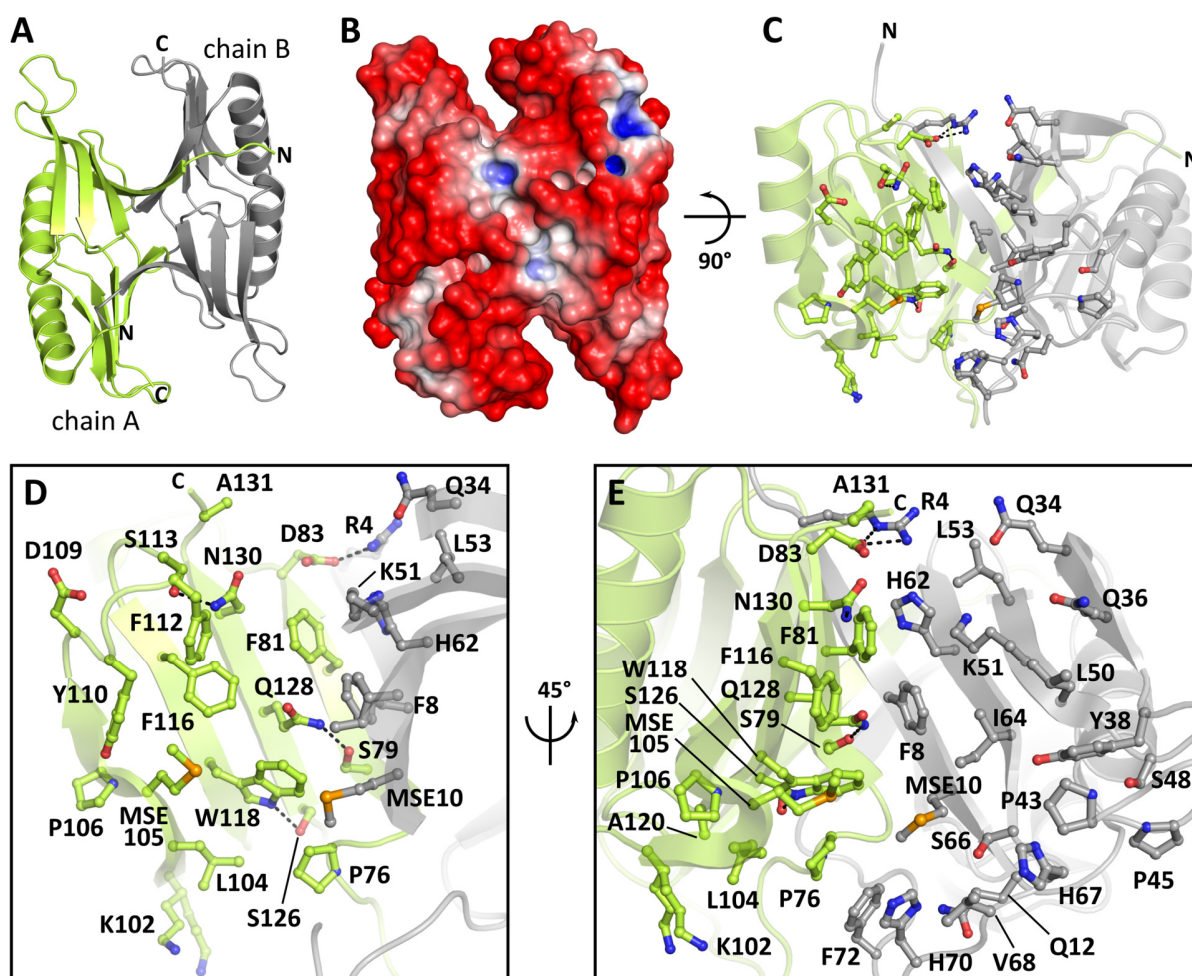 A
C
chain B
N
N
C
chain A
B
90°
C
N
N
D
C
A131
Q34
D109
S113
N130
D83
R4
L53
K51
F112
F81
H62
Y110
Q128
F8
F116
S79
P106
MSE
105
W118
MSE10
L104
P76
S126
K102
45°
E
A131
C
R4
Q34
D83
L53
H62
Q36
N130
F81
F116
W118
Q128
K51
L50
S126
S79
MSE
105
F8
I64
Y38
P106
MSE10
P43
S48
A120
S66
P45
L104
P76
H67
K102
F72
H70
V68
Q12